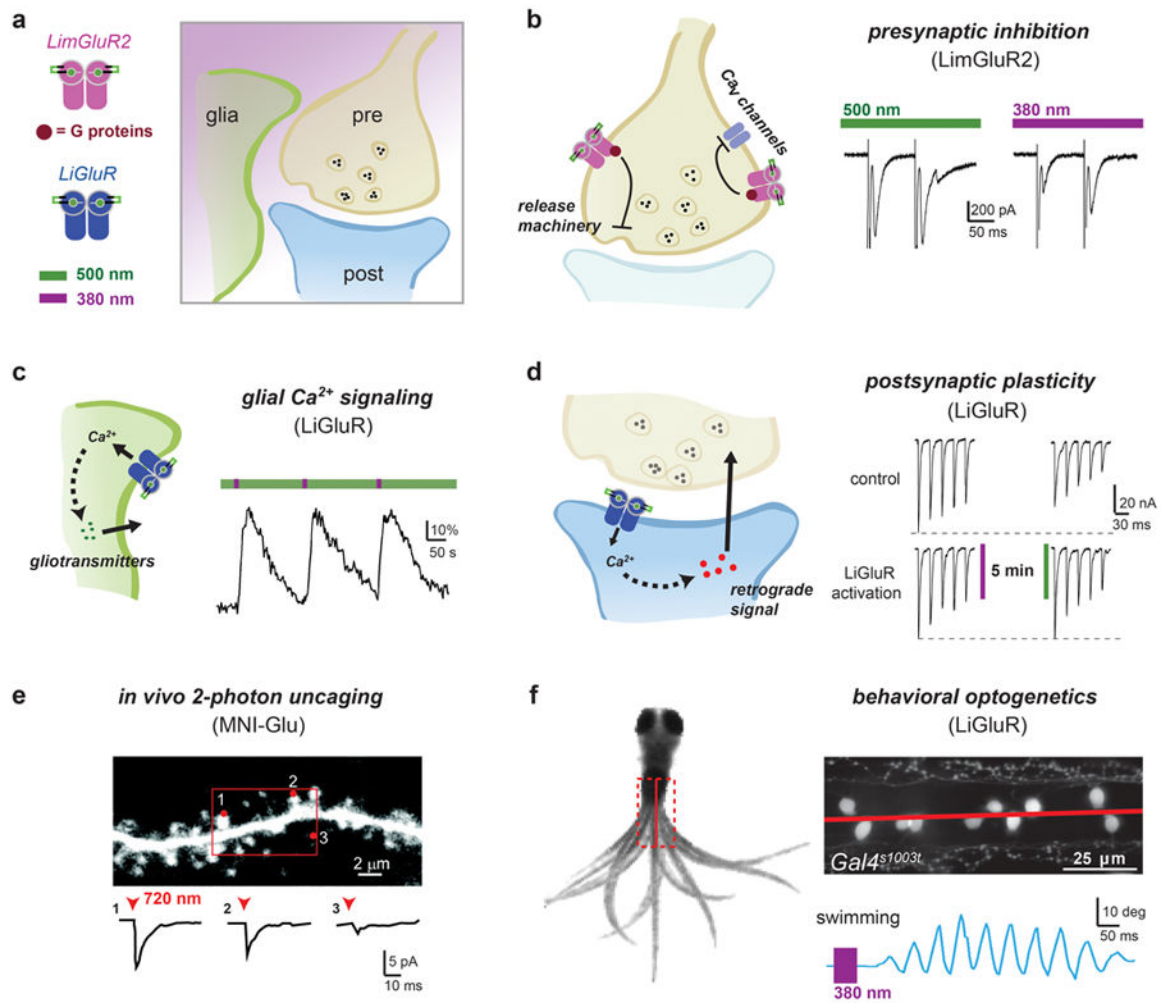 a
LimGluR2
= G proteins
LiGluR
500 nm
380 nm
glia
pre
post
b
presynaptic inhibition
(LimGluR2)
CaV channels
release
machinery
500 nm
380 nm
200 pA
50 ms
c
glial Ca²⁺ signaling
(LiGluR)
Ca²⁺
gliotransmitters
10%
50 s
d
postsynaptic plasticity
(LiGluR)
Ca²⁺
retrograde
signal
control
20 nA
30 ms
LiGluR
activation
5 min
e
in vivo 2-photon uncaging
(MNI-Glu)
1
2
3
2 μm
720 nm
1
2
3
5 pA
10 ms
f
behavioral optogenetics
(LiGluR)
Gal4s1003t
25 μm
swimming
10 deg
50 ms
380 nm